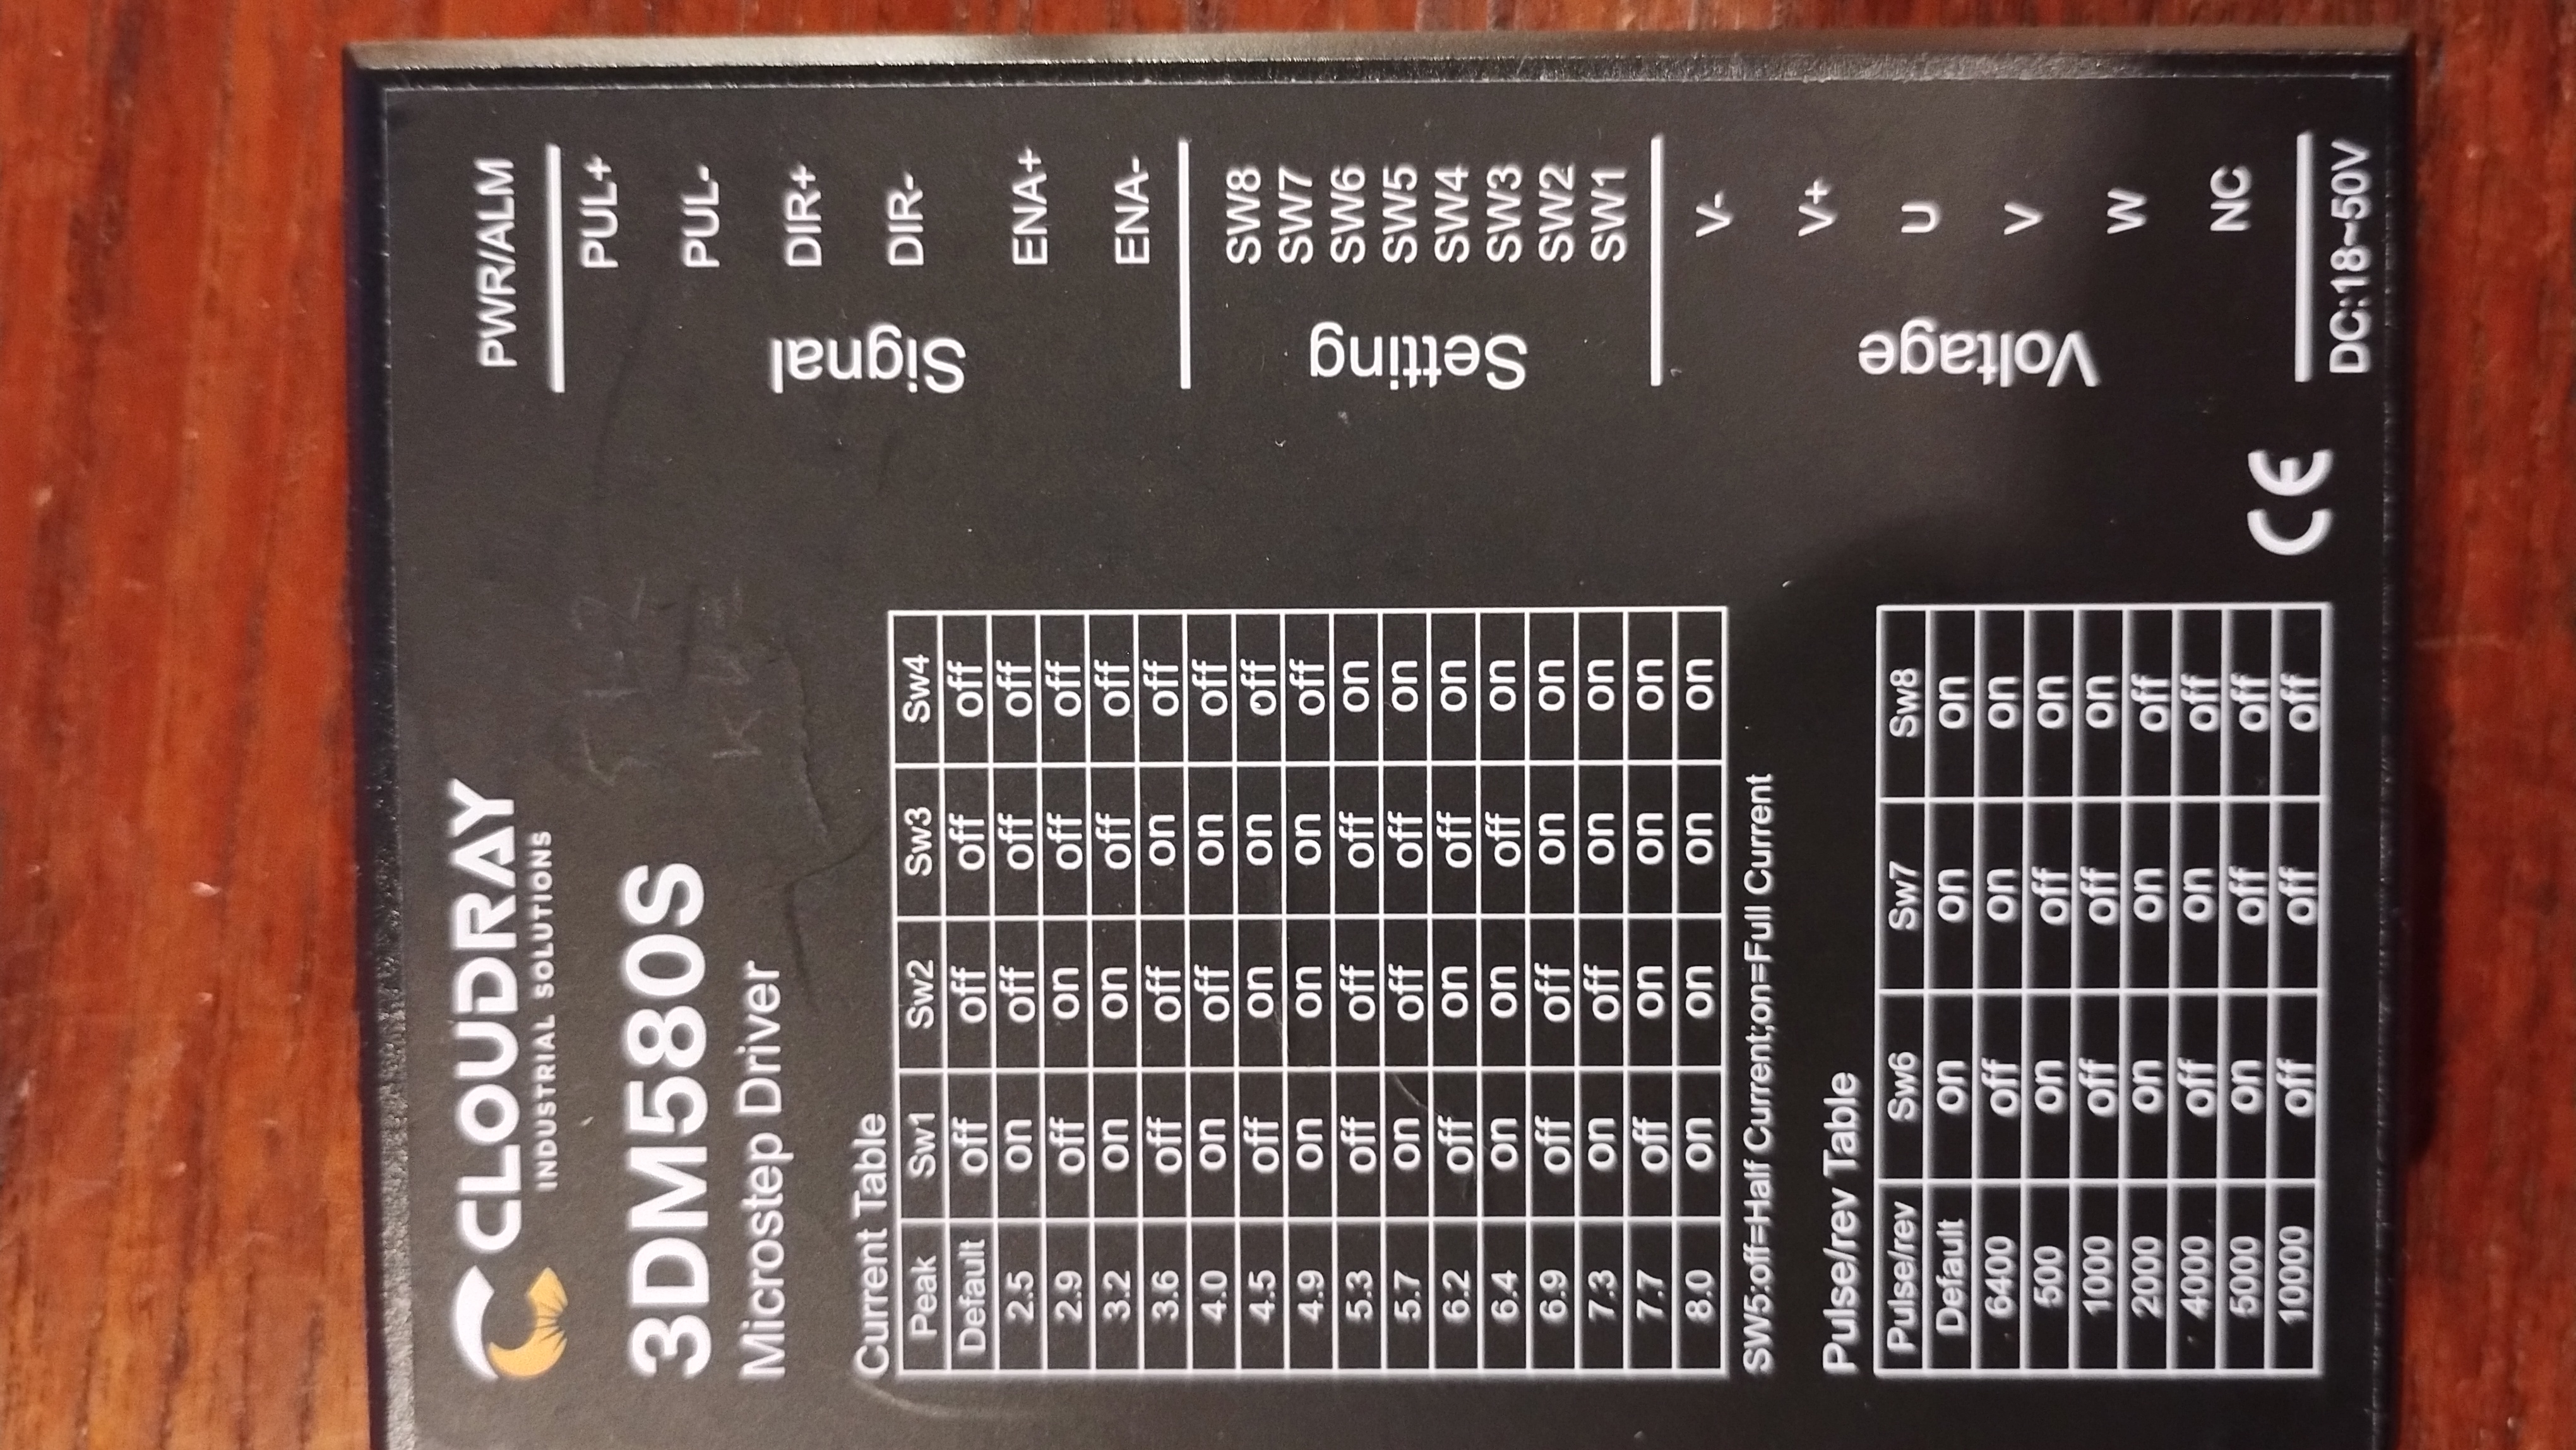 CLOUDRAY
INDUSTRIAL SOLUTIONS
3DM580S
Microstep Driver
Current Table
Peak Sw1 Sw2 Sw3 Sw4
Default off off off off
2.5 on off off off
2.9 off on off off
3.2 on on off off
3.6 off off on off
4.0 on off on off
4.5 off on on off
4.9 on on on off
5.3 off off off on
5.7 on off off on
6.2 off on off on
6.4 on on off on
6.9 off off on on
7.3 on off on on
7.7 off on on on
8.0 on on on on
SW5:off=Half Current;on=Full Current
Pulse/rev Table
Pulse/rev Sw6 Sw7 Sw8
Default on on on
6400 off on on
500 on off on
1000 off off on
2000 on on off
4000 off on off
5000 on off off
10000 off off off
CE
PWR/ALM
Signal
PUL+
PUL-
DIR+
DIR-
ENA+
ENA-
Setting
SW8
SW7
SW6
SW5
SW4
SW3
SW2
SW1
Voltage
V-
V+
U
V
W
NC
DC:18~50V